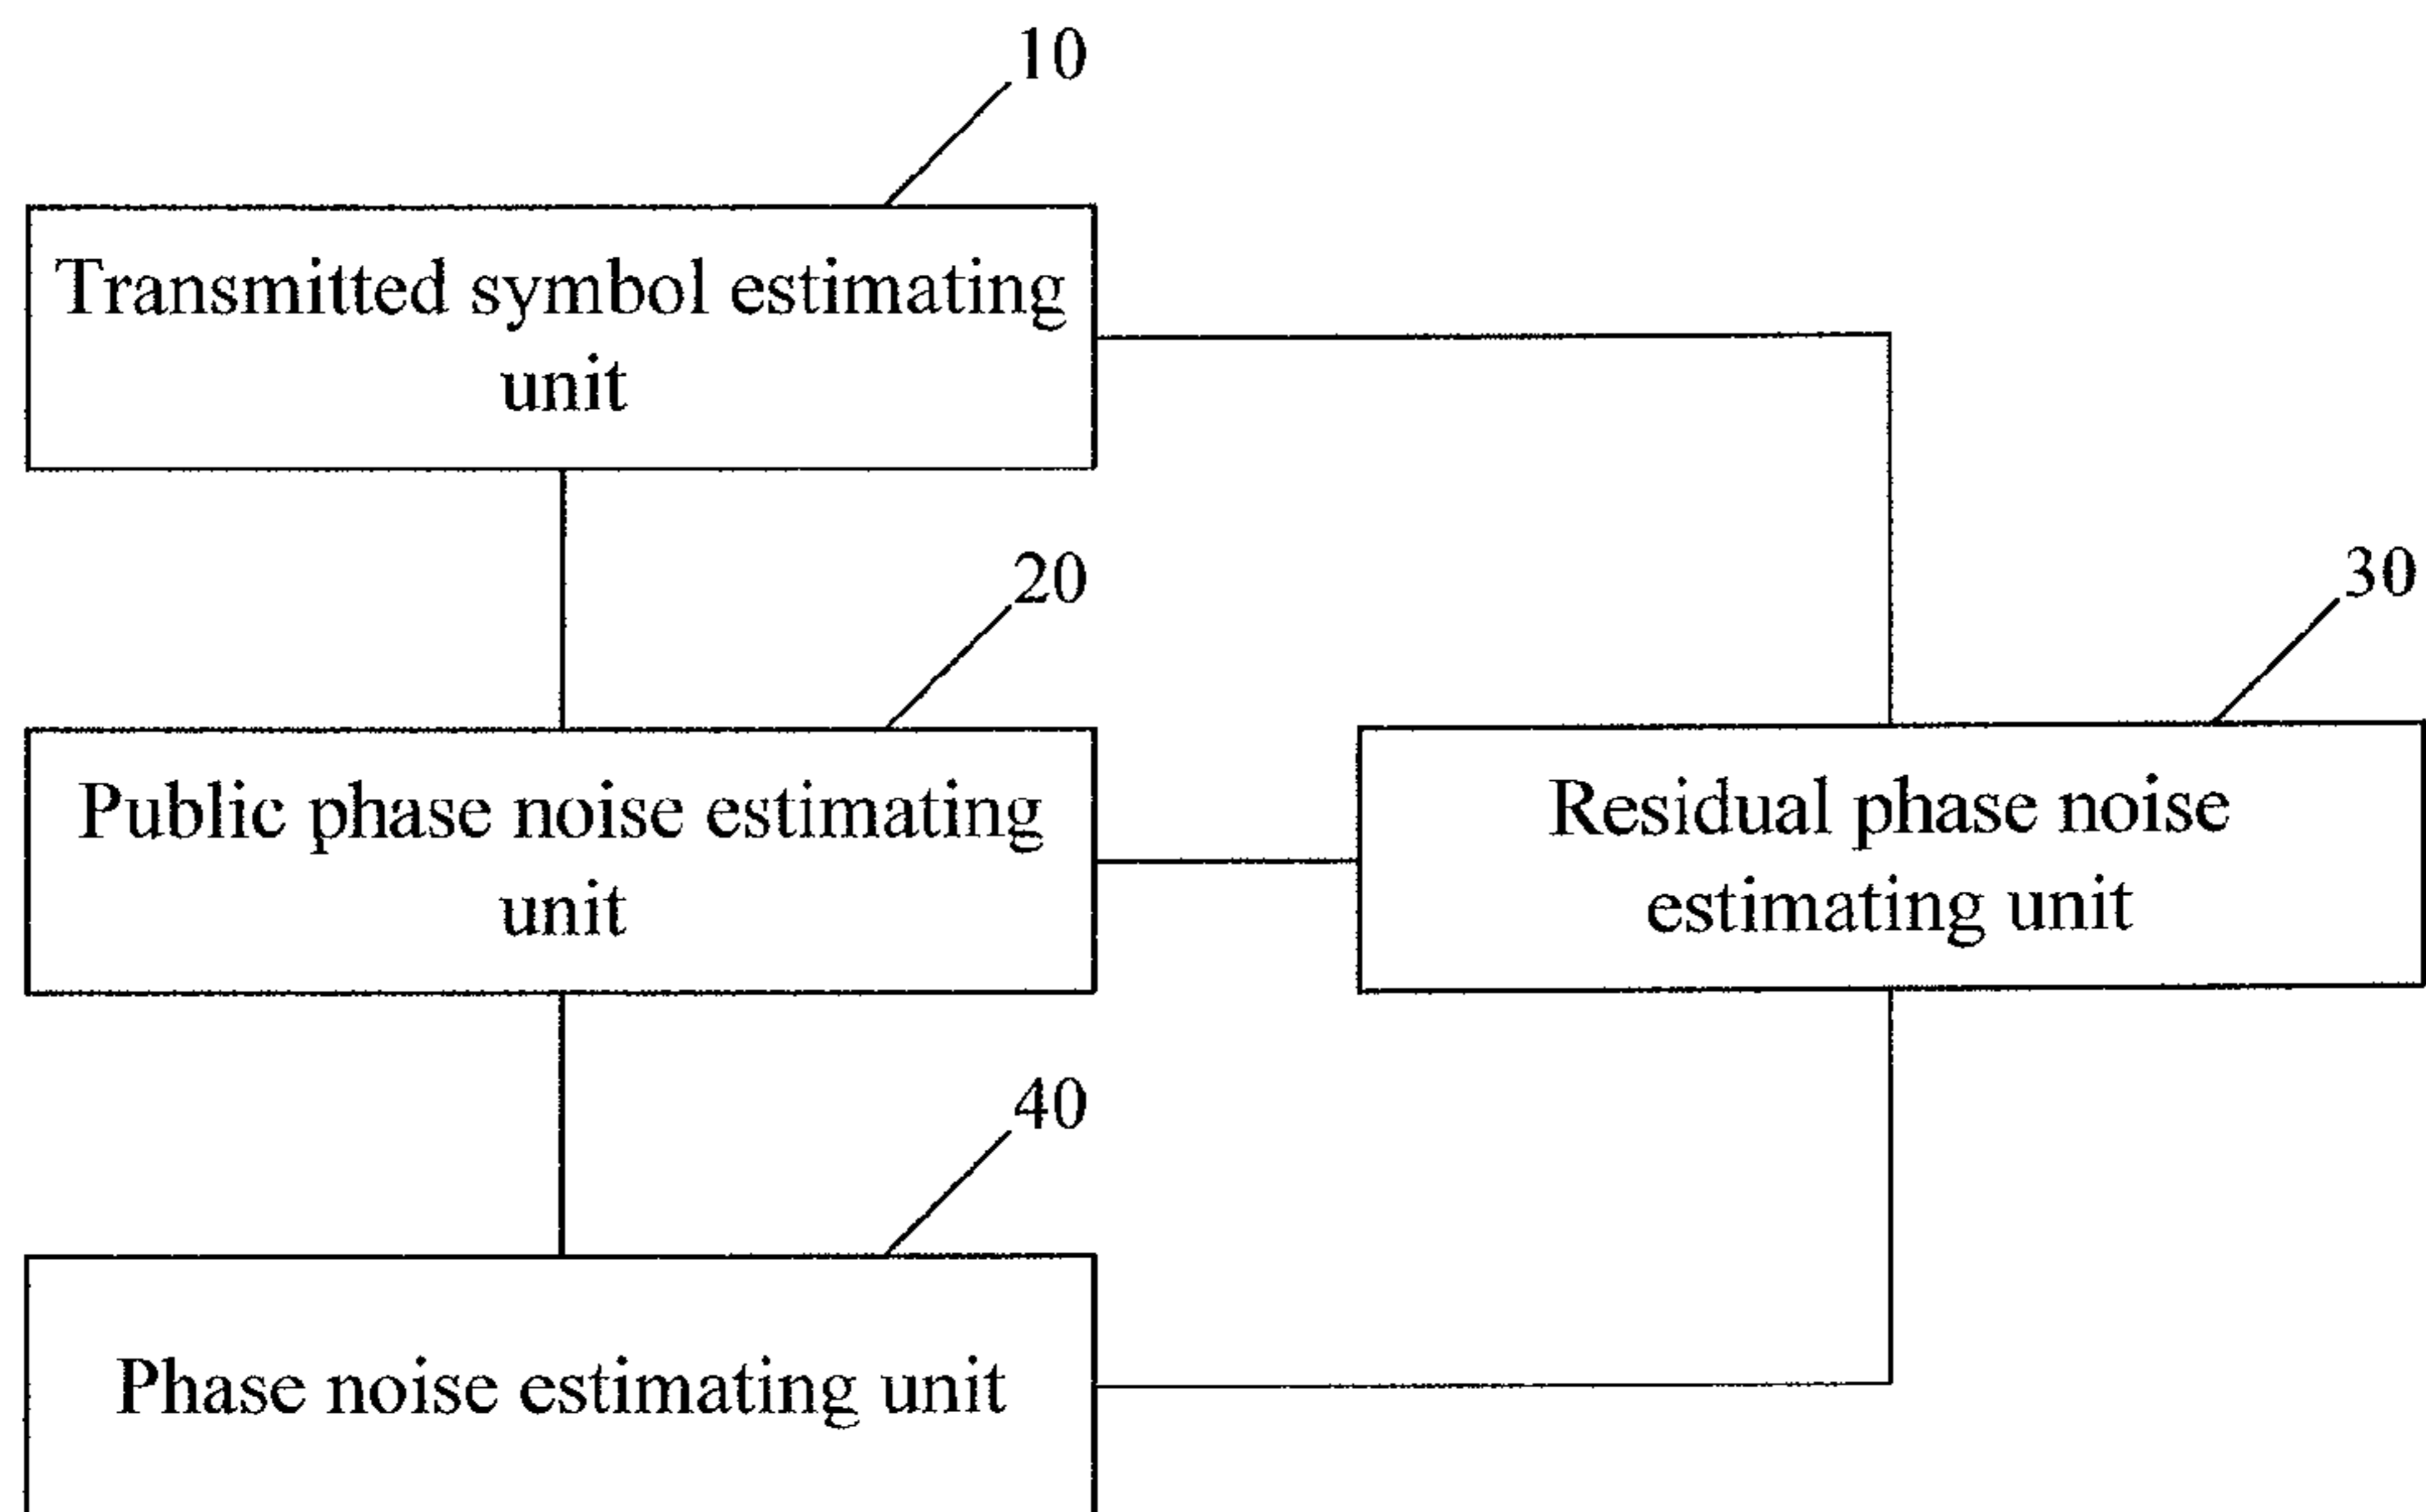 10
Transmitted symbol estimating
unit
20
Public phase noise estimating
unit
30
Residual phase noise
estimating unit
40
Phase noise estimating unit